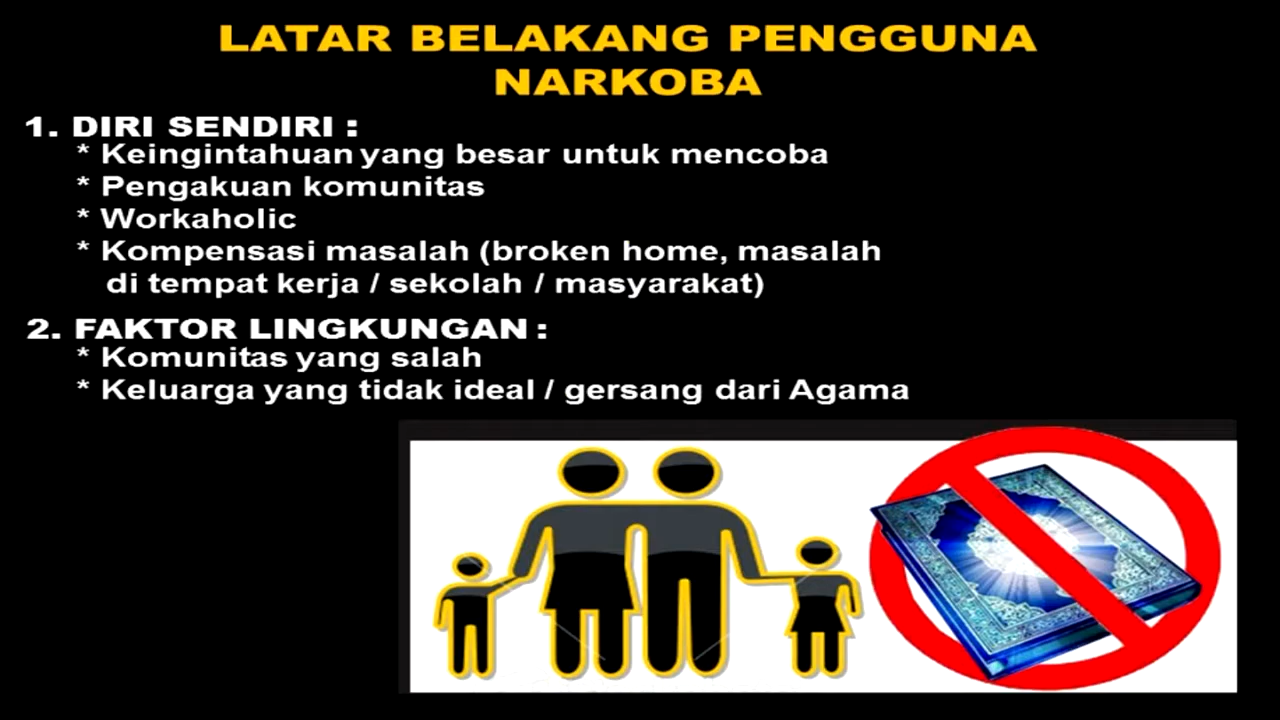 LATAR BELAKANG PENGGUNA
NARKOBA
1. DIRI SENDIRI :
* Keingintahuan yang besar untuk mencoba
* Pengakuan komunitas
* Workaholic
* Kompensasi masalah (broken home, masalah
di tempat kerja / sekolah / masyarakat)
2. FAKTOR LINGKUNGAN :
* Komunitas yang salah
* Keluarga yang tidak ideal / gersang dari Agama